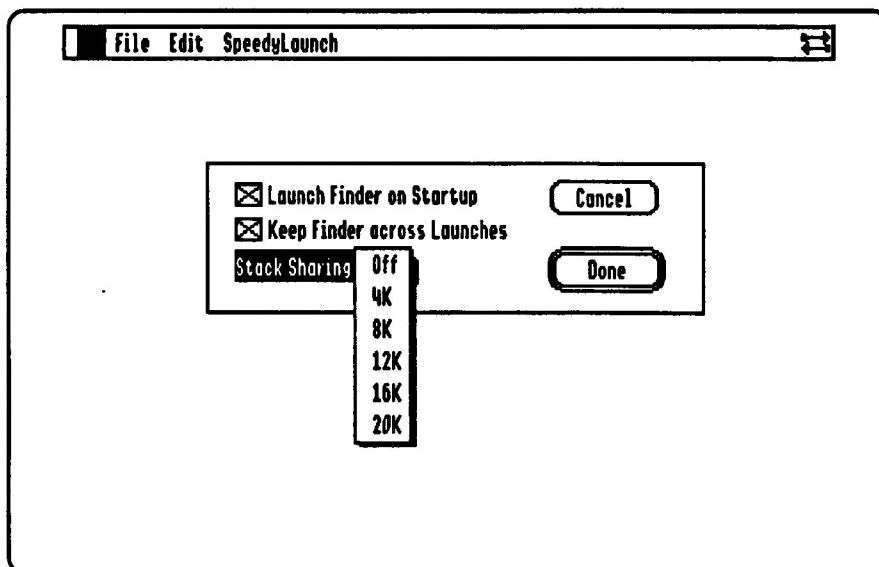 File Edit SpeedyLaunch
Launch Finder on Startup
Cancel
Keep Finder across Launches
Stack Sharing
Off
Done
4K
8K
12K
16K
20K